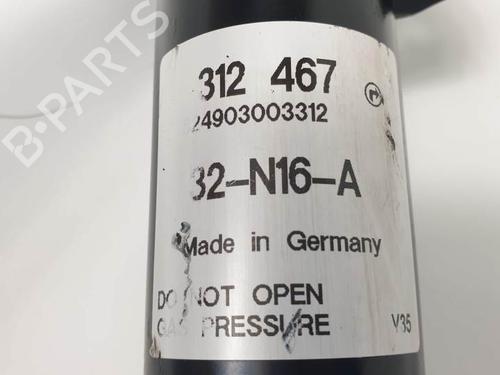 312 467
24903003312
32-N16-A
Made in Germany
DO NOT OPEN
GAS PRESSURE V35
B-PARTS